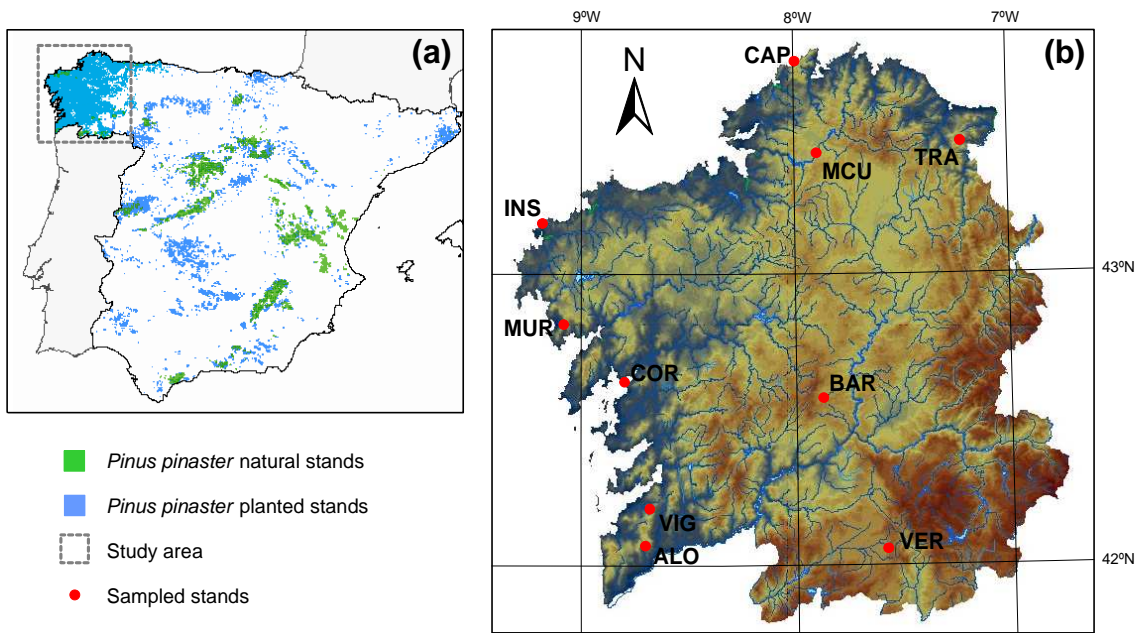 (a)
Pinus pinaster natural stands
Pinus pinaster planted stands
Study area
Sampled stands
9ºW
8ºW
7ºW
(b)
N
CAP
MCU
TRA
INS
43ºN
MUR
COR
BAR
VIG
ALO
VER
42ºN